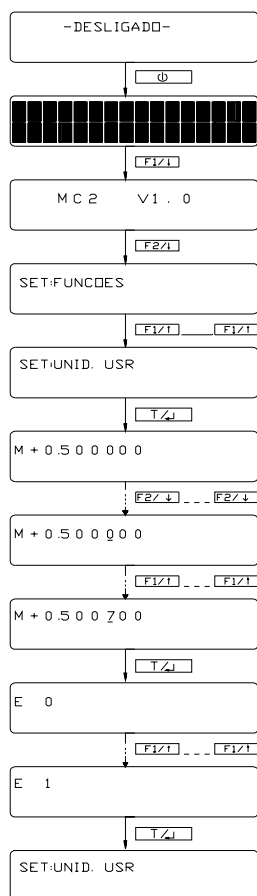 -DESLIGADO-
F1/↓
MC2 V1.0
F2/↓
SET:FUNCOES
F1/↑ F1/↑
SET:UNID. USR
T/↵
M+0.500000
F2/↓ --- F2/↓
M+0.500000
F1/↑ --- F1/↑
M+0.500700
T/↵
E 0
F1/↑ --- F1/↑
E 1
T/↵
SET:UNID. USR